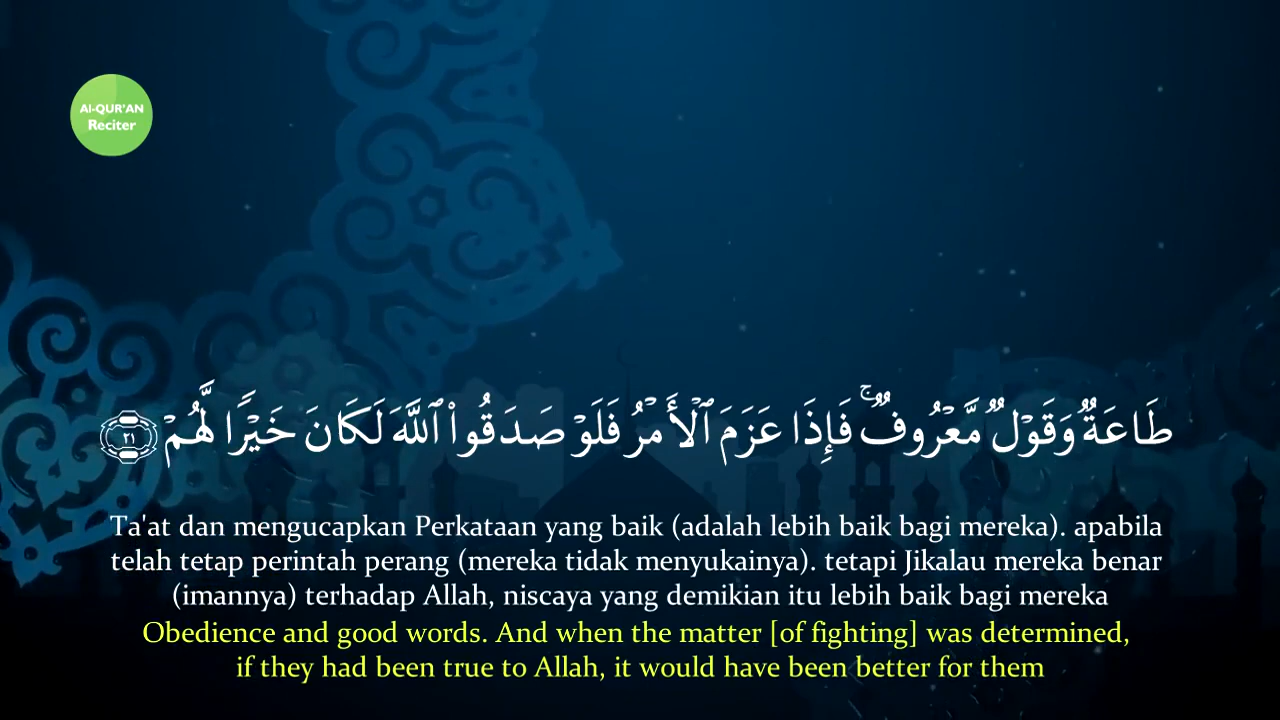 Al-QUR'AN
Reciter
طَاعَةٌ وَقَوْلٌ مَّعْرُوفٌ ۚ فَإِذَا عَزَمَ ٱلْأَمْرُ فَلَوْ صَدَقُوا۟ ٱللَّهَ لَكَانَ خَيْرًا لَّهُمْ ٢١
Ta'at dan mengucapkan Perkataan yang baik (adalah lebih baik bagi mereka). apabila
telah tetap perintah perang (mereka tidak menyukainya). tetapi Jikalau mereka benar
(imannya) terhadap Allah, niscaya yang demikian itu lebih baik bagi mereka
Obedience and good words. And when the matter [of fighting] was determined,
if they had been true to Allah, it would have been better for them